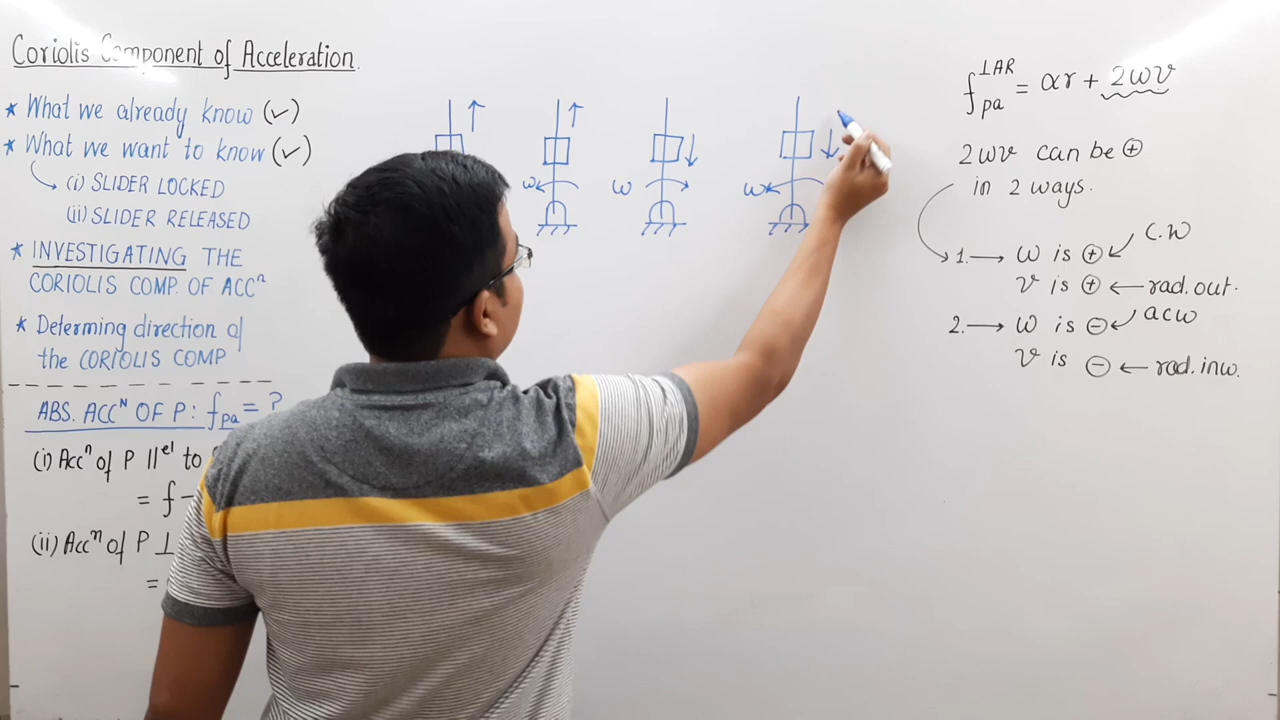 Coriolis Component of Acceleration
* What we already know (✓)
* What we want to know (✓)
(i) SLIDER LOCKED
(ii) SLIDER RELEASED
* INVESTIGATING THE
CORIOLIS COMP. OF ACCⁿ
* Determing direction of
the CORIOLIS COMP
ABS. ACCᴺ OF P: f_pa = ?
(i) Accⁿ of P ||ᵉˡ to
= f -
(ii) Accⁿ of P ⊥
=
ω ω ω
f_pa^⊥AR = αr + 2ωv
2ωv can be ⊕
in 2 ways.
1. → ω is ⊕ ← C.W
v is ⊕ ← rad. out.
2. → ω is ⊖ ← acw
v is ⊖ ← rad. inw.